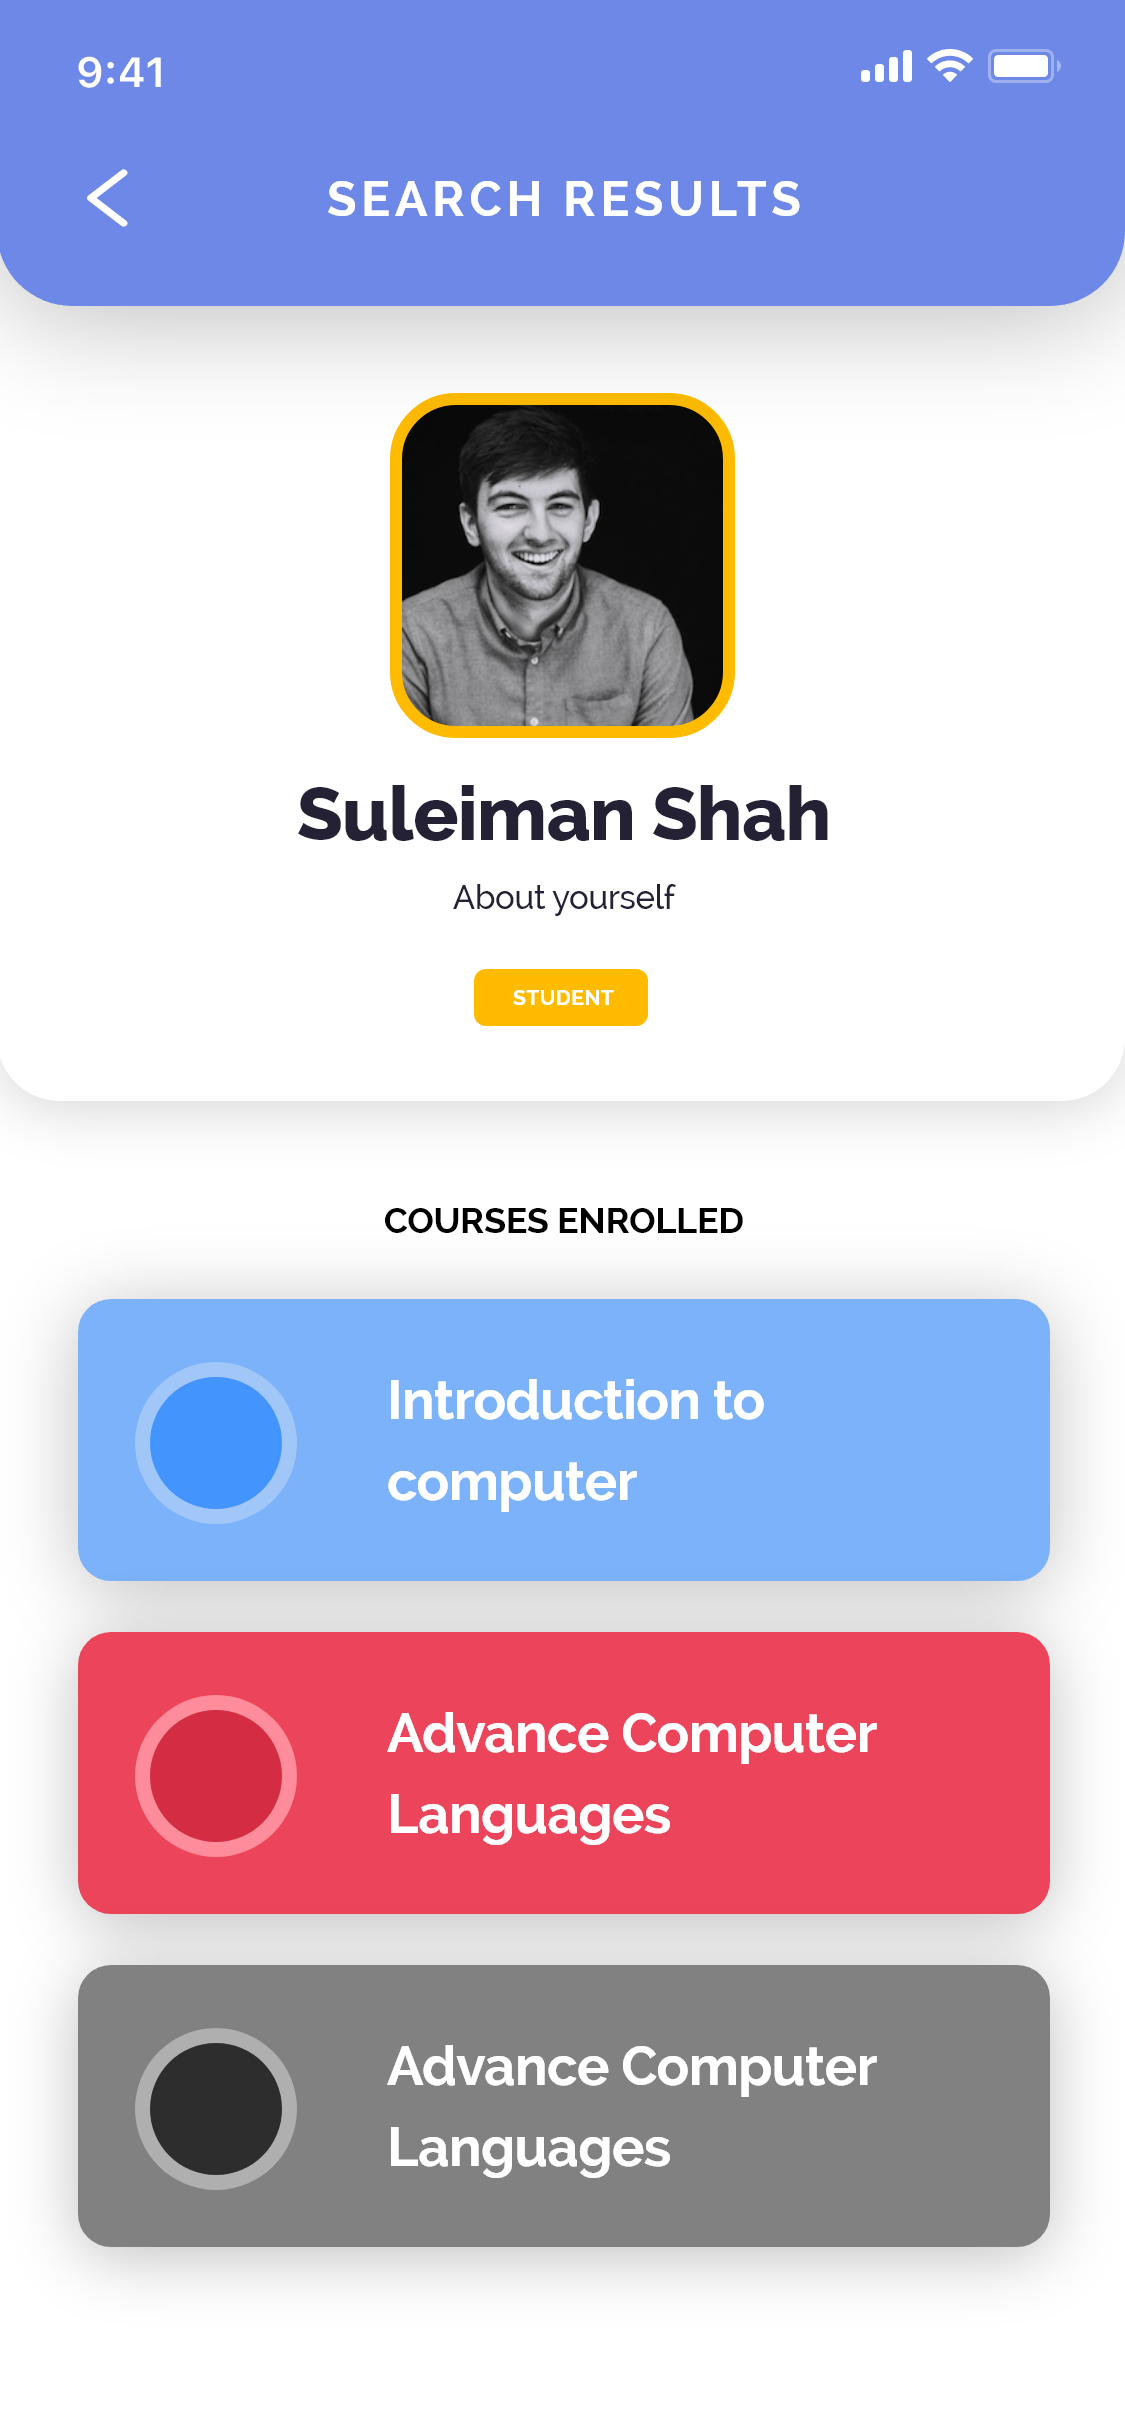 9:41
SEARCH RESULTS
Suleiman Shah
About yourself
STUDENT
COURSES ENROLLED
Introduction to
computer
Advance Computer
Languages
Advance Computer
Languages